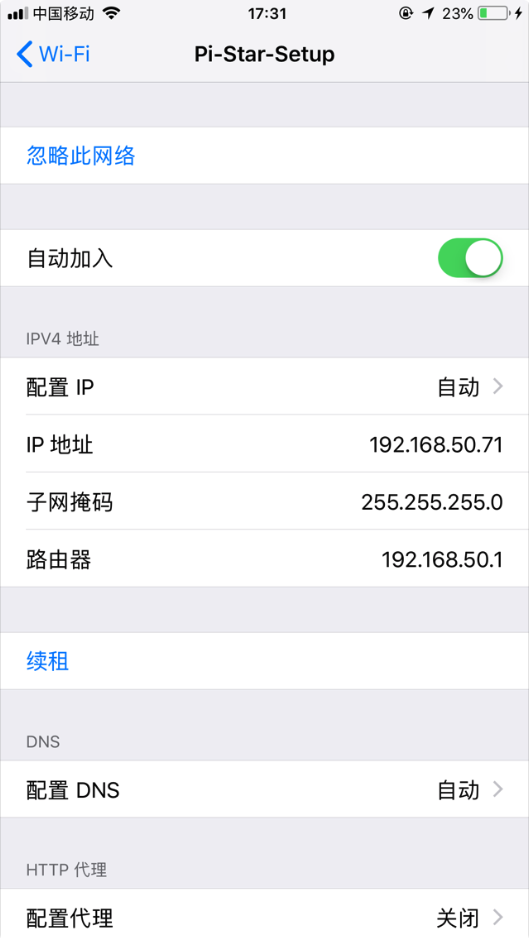 中国移动 17:31 23%
Wi-Fi Pi-Star-Setup
忽略此网络
自动加入
IPV4 地址
配置 IP 自动
IP 地址 192.168.50.71
子网掩码 255.255.255.0
路由器 192.168.50.1
续租
DNS
配置 DNS 自动
HTTP 代理
配置代理 关闭